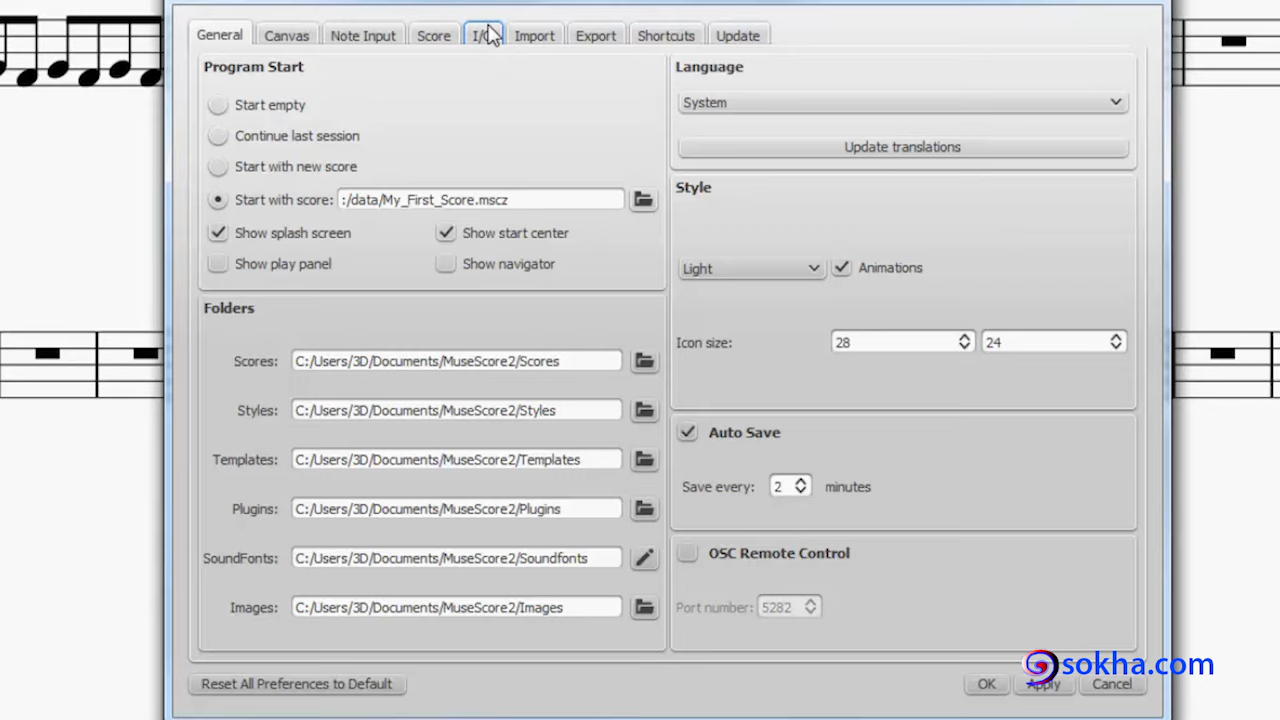 General Canvas Note Input Score I/O Import Export Shortcuts Update
Program Start
Start empty
Continue last session
Start with new score
Start with score: :/data/My_First_Score.mscz
Show splash screen Show start center
Show play panel Show navigator
Folders
Scores: C:/Users/3D/Documents/MuseScore2/Scores
Styles: C:/Users/3D/Documents/MuseScore2/Styles
Templates: C:/Users/3D/Documents/MuseScore2/Templates
Plugins: C:/Users/3D/Documents/MuseScore2/Plugins
SoundFonts: C:/Users/3D/Documents/MuseScore2/Soundfonts
Images: C:/Users/3D/Documents/MuseScore2/Images
Language
System
Update translations
Style
Light Animations
Icon size: 28 24
Auto Save
Save every: 2 minutes
OSC Remote Control
Port number: 5282
sokha.com
Reset All Preferences to Default OK Apply Cancel